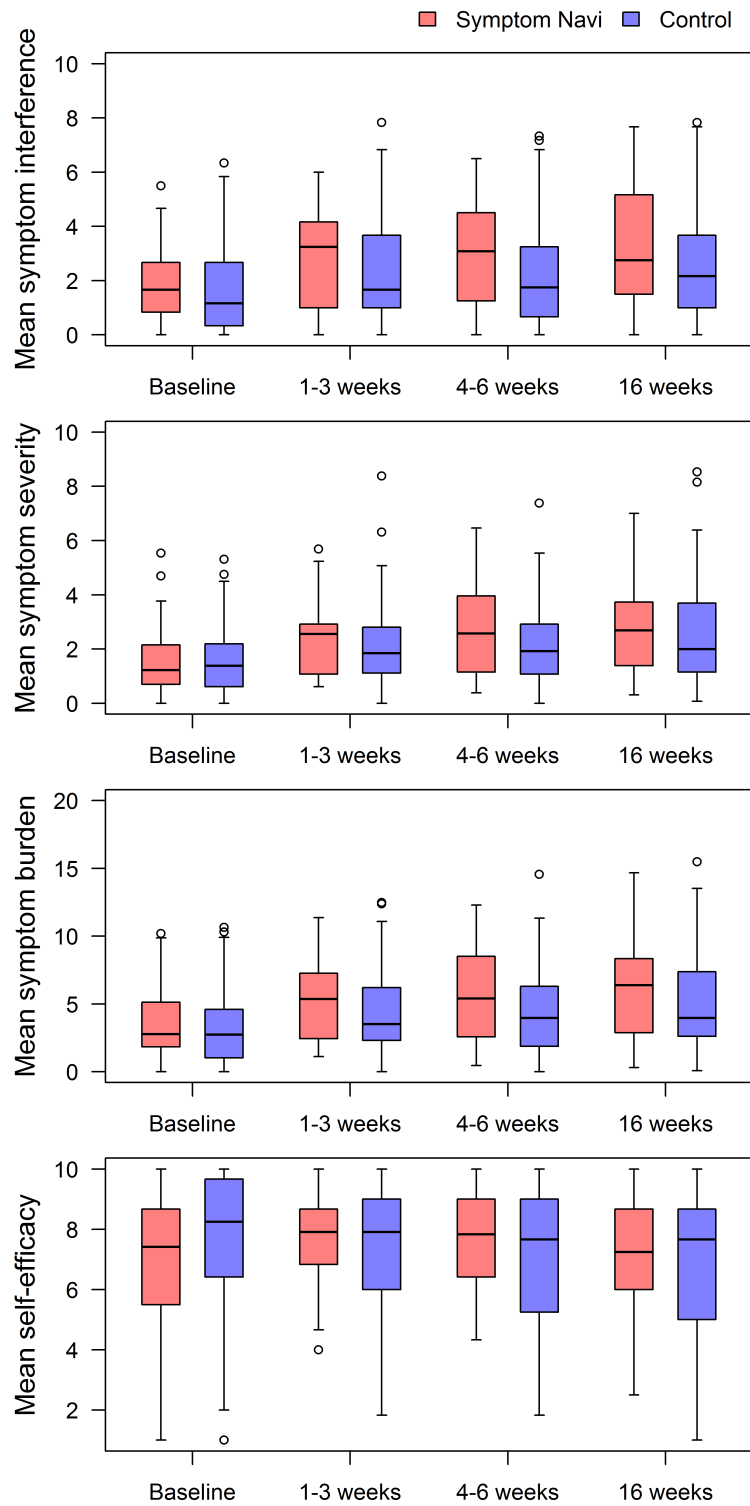 Symptom Navi Control
Mean symptom interference
10
8
6
4
2
0
Baseline 1-3 weeks 4-6 weeks 16 weeks
Mean symptom severity
10
8
6
4
2
0
Baseline 1-3 weeks 4-6 weeks 16 weeks
Mean symptom burden
20
15
10
5
0
Baseline 1-3 weeks 4-6 weeks 16 weeks
Mean self-efficacy
10
8
6
4
2
Baseline 1-3 weeks 4-6 weeks 16 weeks